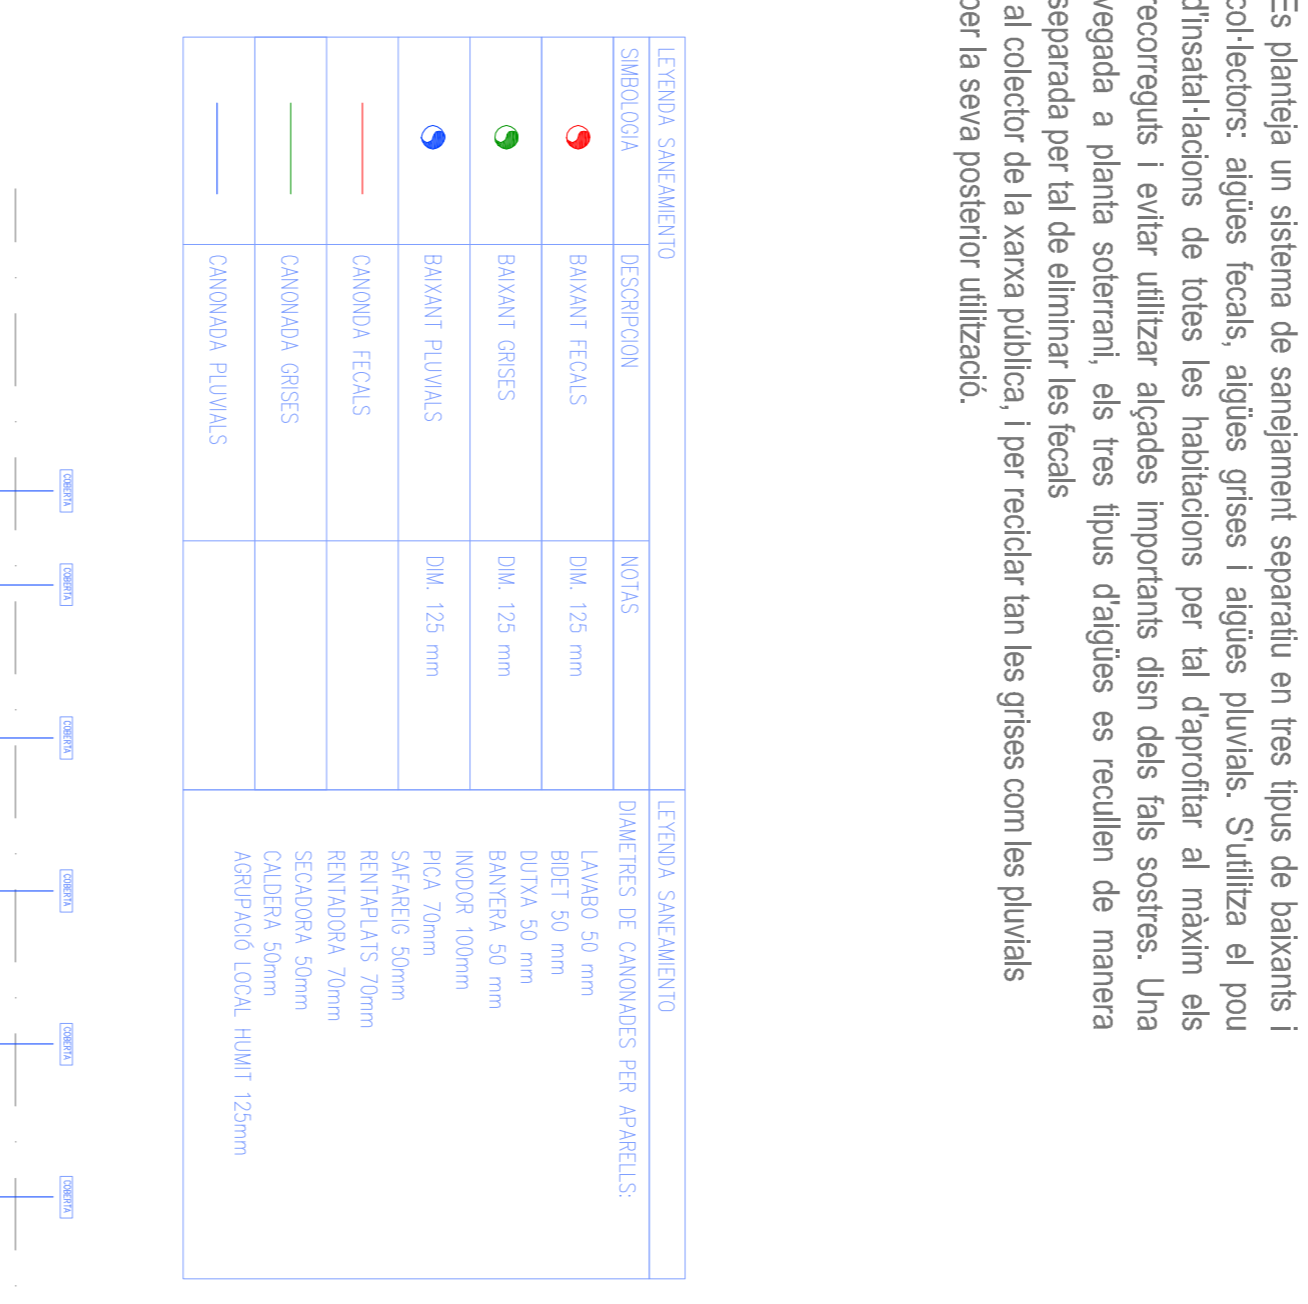 Es planteja un sistema de sanejament separatiu en tres tipus de baixants i
col·lectors: aigües fecals, aigües grises i aigües pluvials. S'utilitza el pou
d'insatal·lacions de totes les habitacions per tal d'aprofitar al màxim els
recorreguts i evitar utilitzar alçades importants disn dels fals sostres. Una
vegada a planta soterrani, els tres tipus d'aigües es recullen de manera
separada per tal de eliminar les fecals
al colector de la xarxa pública, i per reciclar tan les grises com les pluvials
per la seva posterior utilització.
LEYENDA SANEAMIENTO
SIMBOLOGIA DESCRIPCION NOTAS
BAIXANT FECALS DIM. 125 mm
BAIXANT GRISES DIM. 125 mm
BAIXANT PLUVIALS DIM. 125 mm
CANONDA FECALS
CANONADA GRISES
CANONADA PLUVIALS
LEYENDA SANEAMIENTO
DIAMETRES DE CANONADES PER APARELLS:
LAVABO 50 mm
BIDET 50 mm
DUTXA 50 mm
BANYERA 50 mm
INODOR 100mm
PICA 70mm
SAFAREIG 50mm
RENTAPLATS 70mm
RENTADORA 70mm
SECADORA 50mm
CALDERA 50mm
AGRUPACIÓ LOCAL HUMIT 125mm
COBERTA
COBERTA
COBERTA
COBERTA
COBERTA
COBERTA